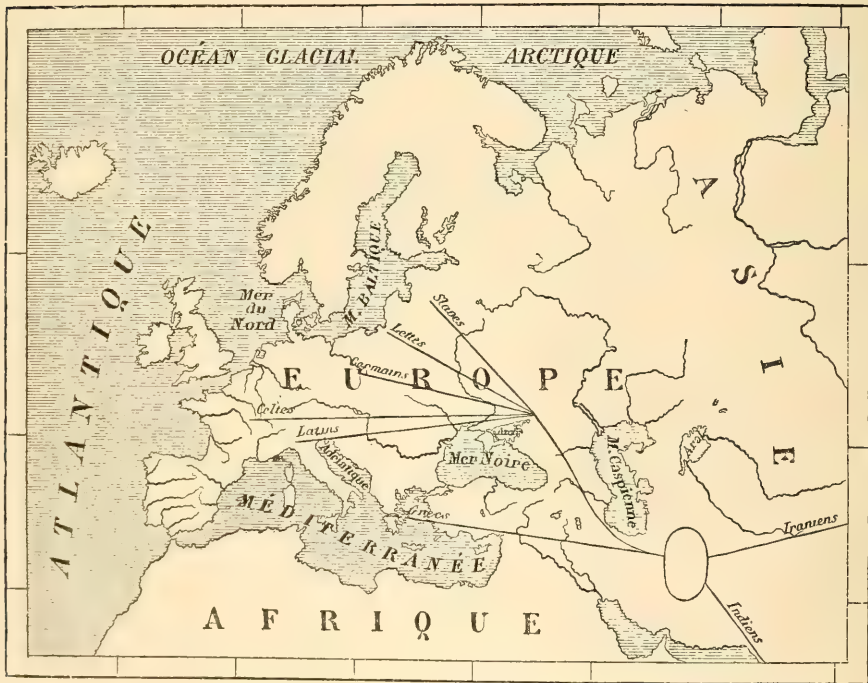 OCÉAN GLACIAL ARCTIQUE
ATLANTIQUE
ASIE
Mer
du
Nord
M. BALTIQUE
Slaves
Lettes
Germains
EUROPE
Celtes
Latins
Adriatique
Azof
Mer Noire
M. Caspienne
Aral
MÉDITERRANÉE
Grecs
Iraniens
Indiens
AFRIQUE